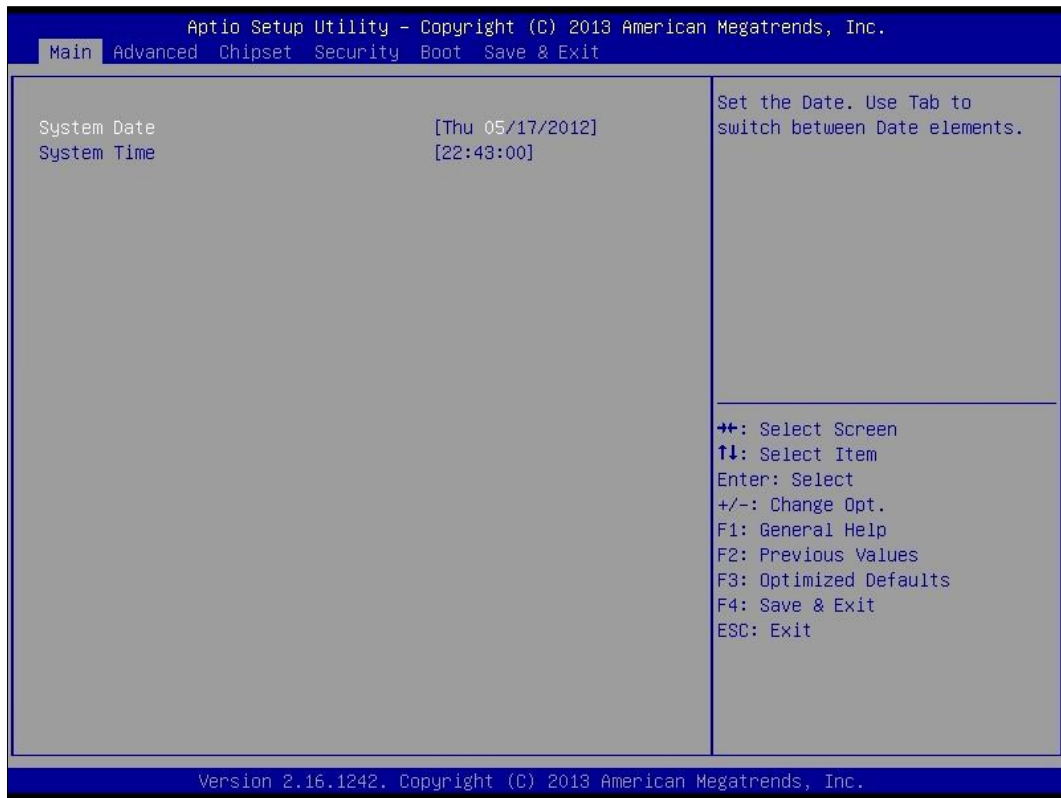 Aptio Setup Utility – Copyright (C) 2013 American Megatrends, Inc.
Main Advanced Chipset Security Boot Save & Exit
System Date [Thu 05/17/2012]
System Time [22:43:00]
Set the Date. Use Tab to
switch between Date elements.
→←: Select Screen
↑↓: Select Item
Enter: Select
+/-: Change Opt.
F1: General Help
F2: Previous Values
F3: Optimized Defaults
F4: Save & Exit
ESC: Exit
Version 2.16.1242. Copyright (C) 2013 American Megatrends, Inc.